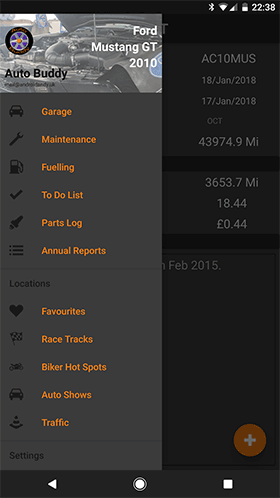 22:38
Ford
Mustang GT
2010
Auto Buddy
T
AC10MUS
18/Jan/2018
17/Jan/2018
OCT
43974.9 Mi
3653.7 Mi
18.44
£0.44
Feb 2015.
Garage
Maintenance
Fuelling
To Do List
Parts Log
Annual Reports
Locations
Favourites
Race Tracks
Biker Hot Spots
Auto Shows
Traffic
Settings